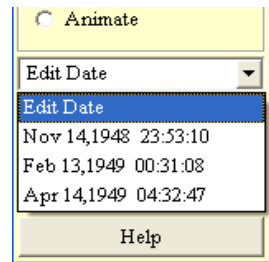 Animate
Edit Date
Edit Date
Nov 14,1948 23:53:10
Feb 13,1949 00:31:08
Apr 14,1949 04:32:47
Help